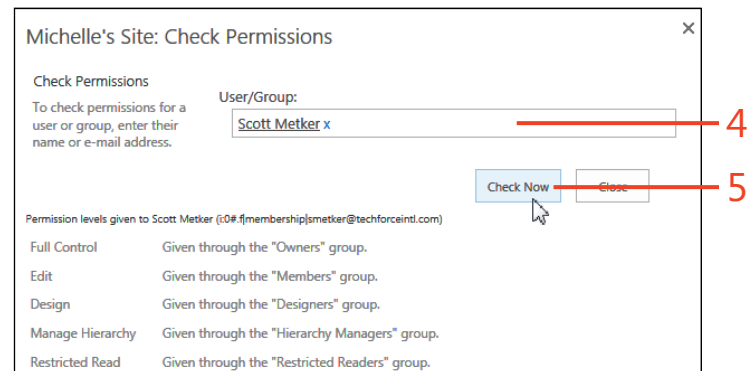 Michelle's Site: Check Permissions
×
Check Permissions
To check permissions for a
user or group, enter their
name or e-mail address.
User/Group:
Scott Metker x
4
Check Now
Close
5
Permission levels given to Scott Metker (i:0#.f|membership|smetker@techforceintl.com)
Full Control Given through the "Owners" group.
Edit Given through the "Members" group.
Design Given through the "Designers" group.
Manage Hierarchy Given through the "Hierarchy Managers" group.
Restricted Read Given through the "Restricted Readers" group.